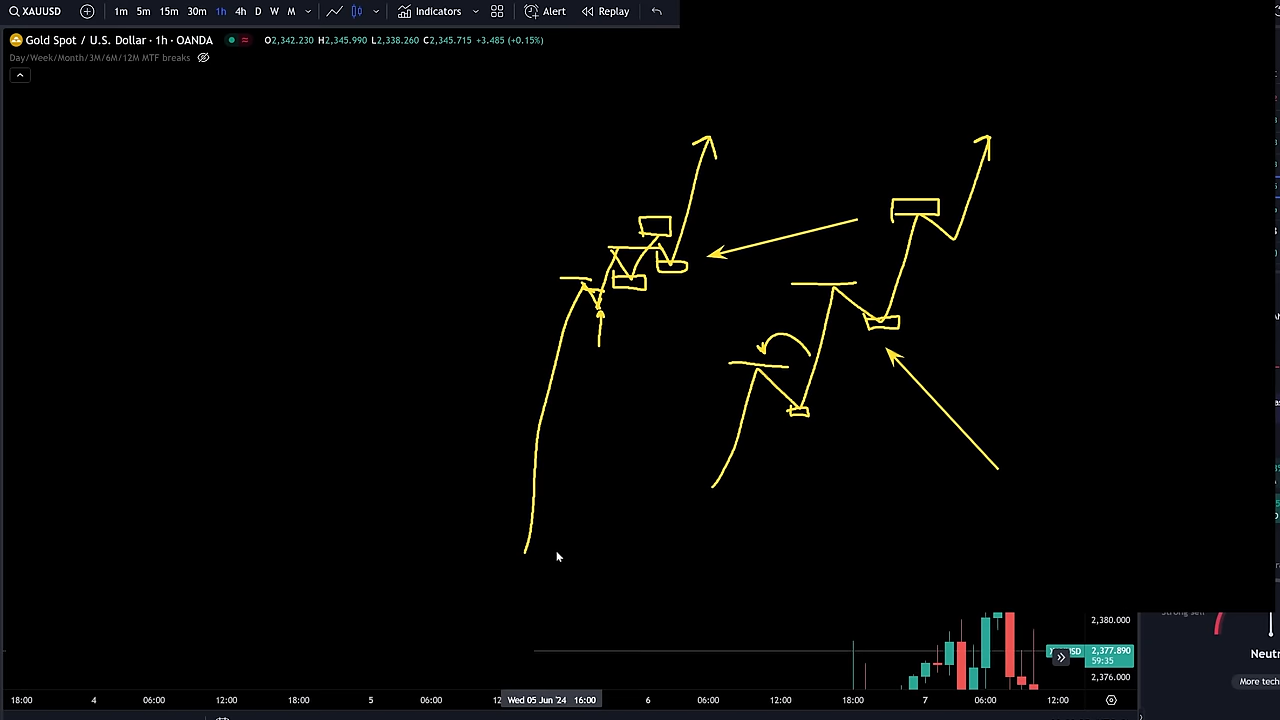 XAUUSD 1m 5m 15m 30m 1h 4h D W M Indicators Alert Replay
Gold Spot / U.S. Dollar · 1h · OANDA O2,342.230 H2,345.990 L2,338.260 C2,345.715 +3.485 (+0.15%)
Day/Week/Month/3M/6M/12M MTF breaks
2,380.000
2,377.890
59:35
2,376.000
Neutr
More tech
18:00 4 06:00 12:00 18:00 5 06:00 Wed 05 Jun '24 16:00 6 06:00 12:00 18:00 7 06:00 12:00